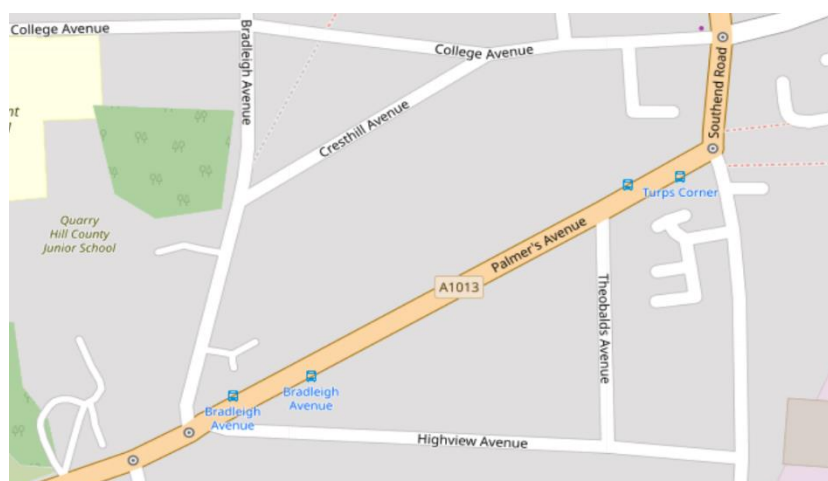 College Avenue
Bradleigh Avenue
College Avenue
Southend Road
nt
Cresthill Avenue
Turps Corner
Quarry
Hill County
Junior School
Palmer's Avenue
A1013
Theobalds Avenue
Bradleigh
Avenue
Bradleigh
Avenue
Highview Avenue